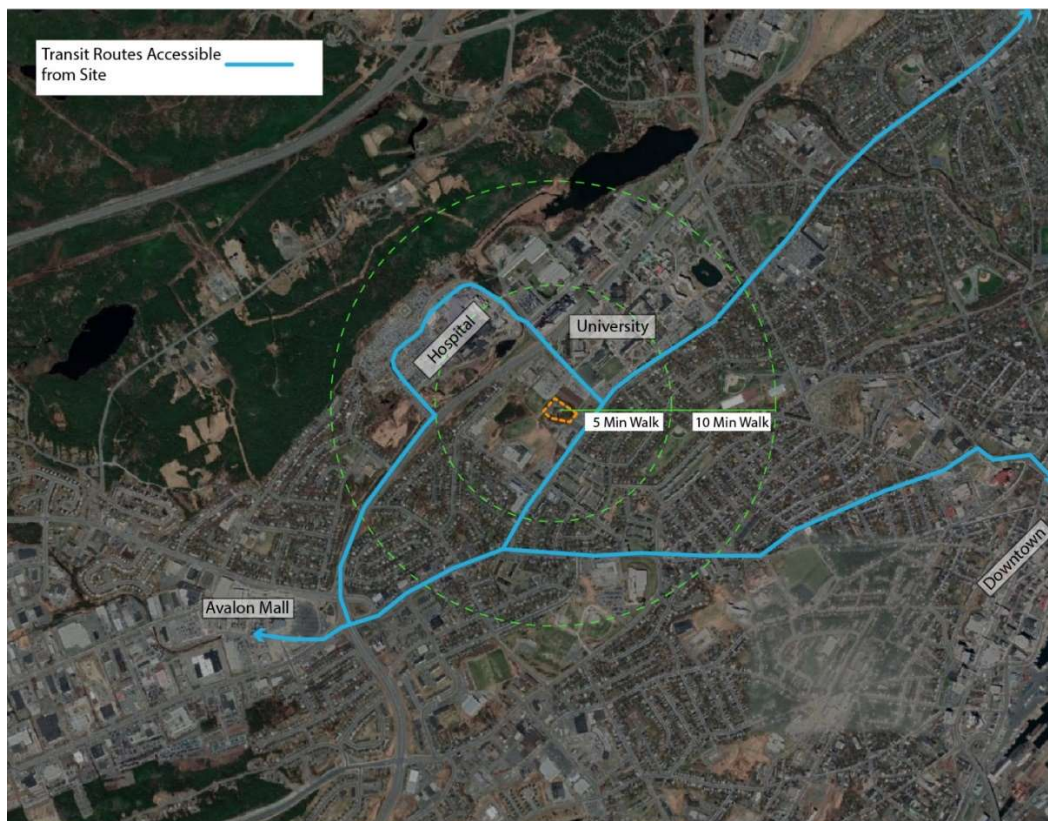 Transit Routes Accessible
from Site
Hospital
University
5 Min Walk
10 Min Walk
Downtown
Avalon Mall